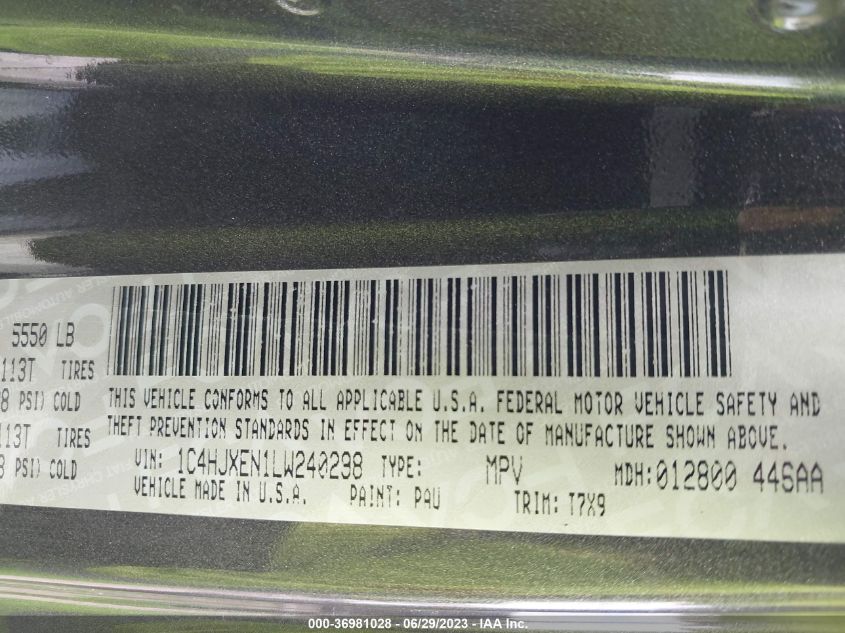 5550 LB
113T TIRES
8 PSI) COLD
113T TIRES
8 PSI) COLD
THIS VEHICLE CONFORMS TO ALL APPLICABLE U.S.A. FEDERAL MOTOR VEHICLE SAFETY AND
THEFT PREVENTION STANDARDS IN EFFECT ON THE DATE OF MANUFACTURE SHOWN ABOVE.
VIN: 1C4HJXEN1LW240238 TYPE: MPV MDH: 012800 446AA
VEHICLE MADE IN U.S.A. PAINT: PAU TRIM: T7X9
000-36981028 - 06/29/2023 - IAA Inc.